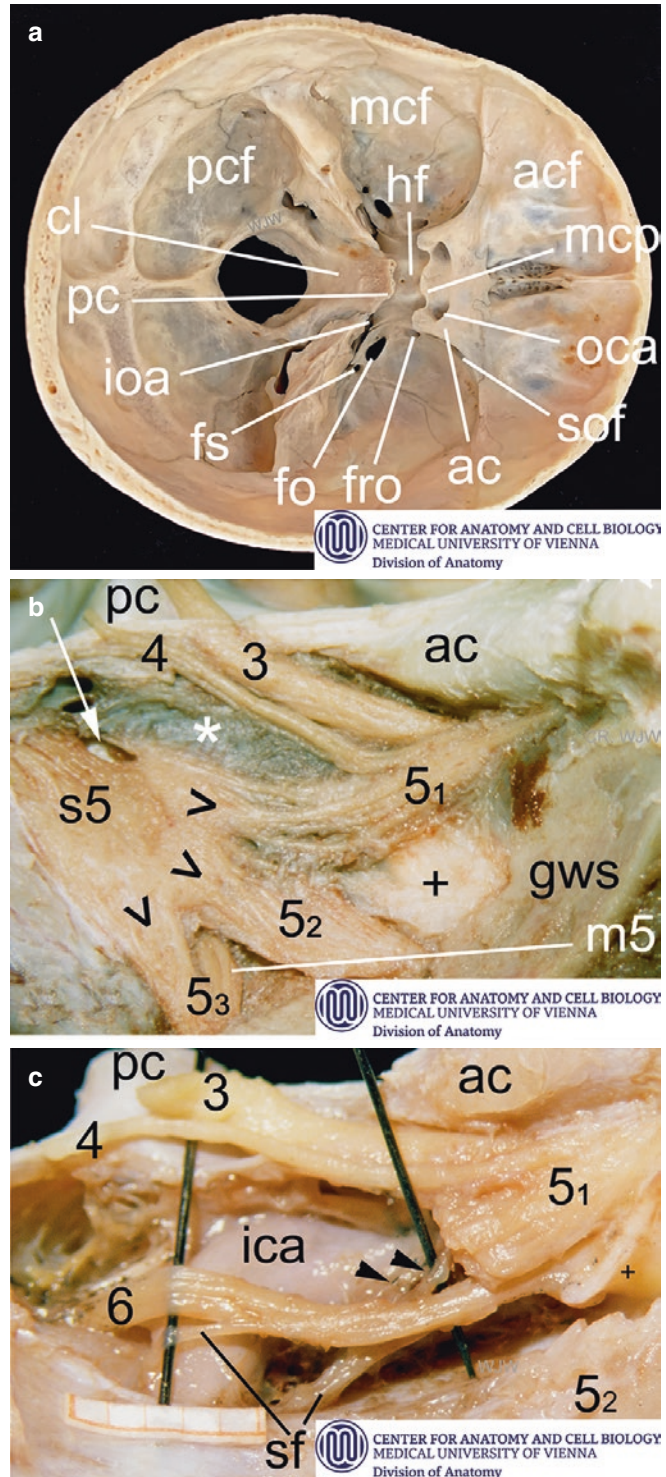 a
mcf
pcf
hf
acf
WJW
cl
mcp
pc
ioa
oca
fs
sof
fo
fro
ac
CENTER FOR ANATOMY AND CELL BIOLOGY
MEDICAL UNIVERSITY OF VIENNA
Division of Anatomy
b
pc
4
3
ac
*
R. WJW
s5
>
51
>
+
gws
>
52
m5
53
CENTER FOR ANATOMY AND CELL BIOLOGY
MEDICAL UNIVERSITY OF VIENNA
Division of Anatomy
c
pc
3
ac
4
51
ica
6
+
WJW
52
sf
CENTER FOR ANATOMY AND CELL BIOLOGY
MEDICAL UNIVERSITY OF VIENNA
Division of Anatomy